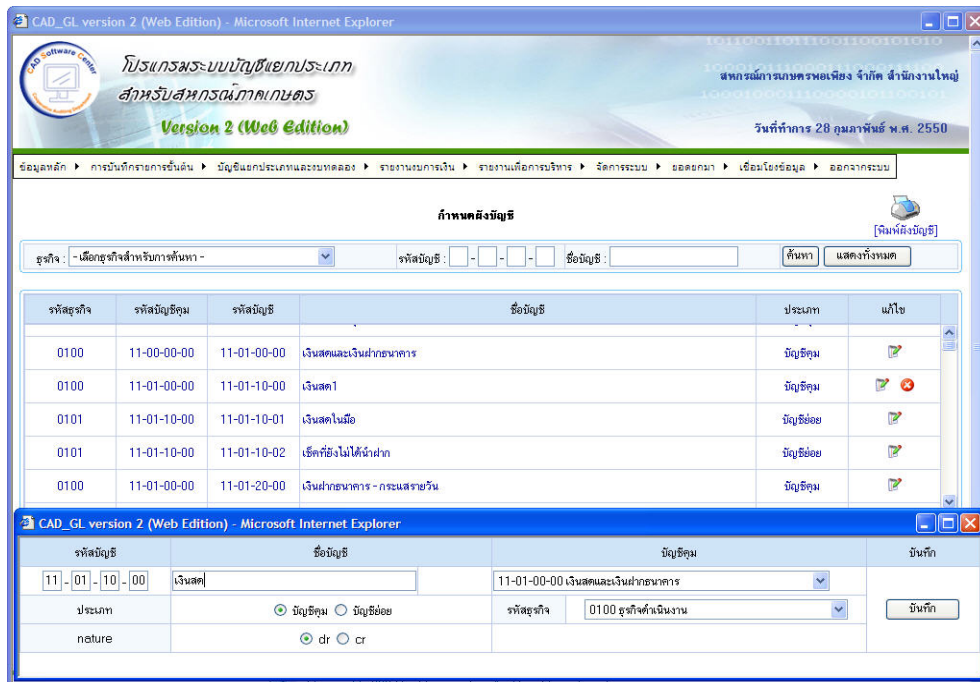 CAD_GL version 2 (Web Edition) - Microsoft Internet Explorer
CAD Software Center
โปรแกรมระบบบัญชีแยกประเภท
สำหรับสหกรณ์ภาคเกษตร
Version 2 (Web Edition)
สหกรณ์การเกษตรพอเพียง จำกัด สำนักงานใหญ่
วันที่ทำการ 28 กุมภาพันธ์ พ.ศ. 2550
ข้อมูลหลัก การบันทึกรายการขั้นต้น บัญชีแยกประเภทและงบทดลอง รายงานงบการเงิน รายงานเพื่อการบริหาร จัดการระบบ ยอดยกมา เชื่อมโยงข้อมูล ออกจากระบบ
กำหนดผังบัญชี
[พิมพ์ผังบัญชี]
ธุรกิจ : - เลือกธุรกิจสำหรับการค้นหา - รหัสบัญชี : - - - ชื่อบัญชี : ค้นหา แสดงทั้งหมด
รหัสธุรกิจ รหัสบัญชีคุม รหัสบัญชี ชื่อบัญชี ประเภท แก้ไข
0100 11-00-00-00 11-01-00-00 เงินสดและเงินฝากธนาคาร บัญชีคุม
0100 11-01-00-00 11-01-10-00 เงินสด1 บัญชีคุม
0101 11-01-10-00 11-01-10-01 เงินสดในมือ บัญชีย่อย
0101 11-01-10-00 11-01-10-02 เช็คที่ยังไม่ได้นำฝาก บัญชีย่อย
0100 11-01-00-00 11-01-20-00 เงินฝากธนาคาร - กระแสรายวัน บัญชีคุม
CAD_GL version 2 (Web Edition) - Microsoft Internet Explorer
รหัสบัญชี ชื่อบัญชี บัญชีคุม บันทึก
11 - 01 - 10 - 00 เงินสด 11-01-00-00 เงินสดและเงินฝากธนาคาร
ประเภท บัญชีคุม บัญชีย่อย รหัสธุรกิจ 0100 ธุรกิจดำเนินงาน บันทึก
nature dr cr